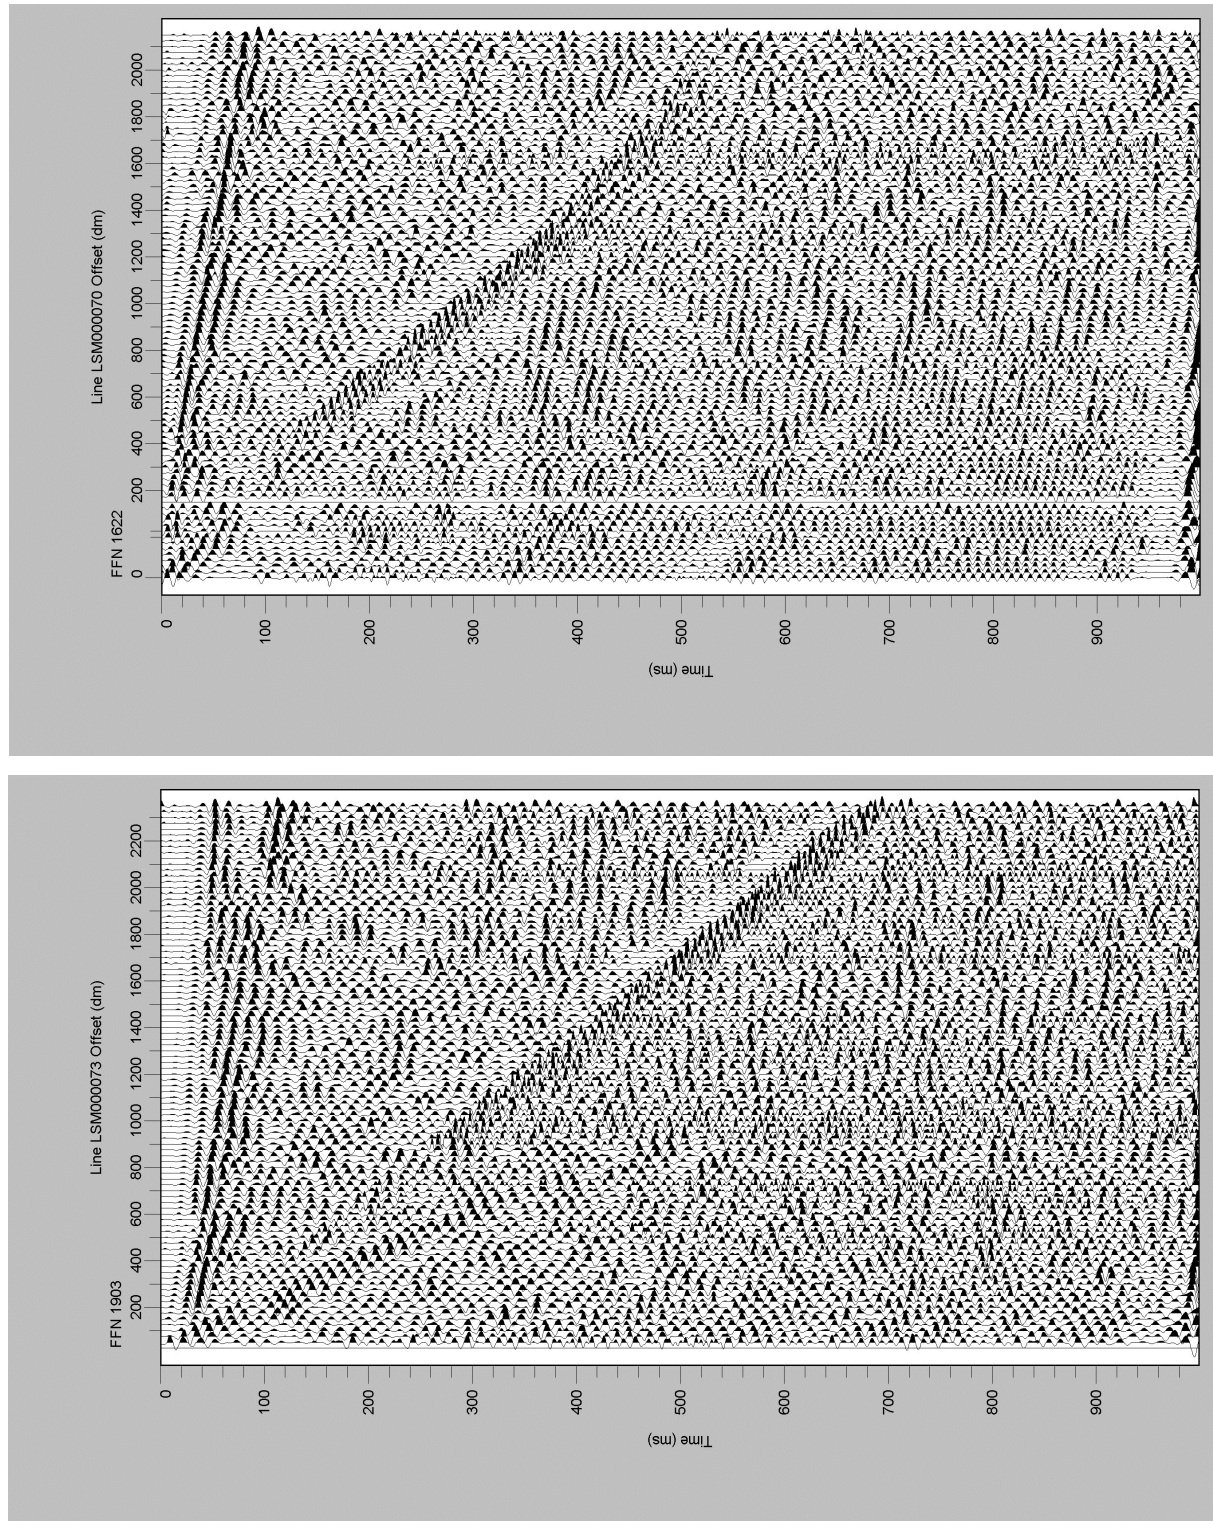 Line LSM000070 Offset (dm)
FFN 1622
0 200 400 600 800 1000 1200 1400 1600 1800 2000
0 100 200 300 400 500 600 700 800 900
Time (ms)
Line LSM000073 Offset (dm)
FFN 1903
200 400 600 800 1000 1200 1400 1600 1800 2000 2200
0 100 200 300 400 500 600 700 800 900
Time (ms)